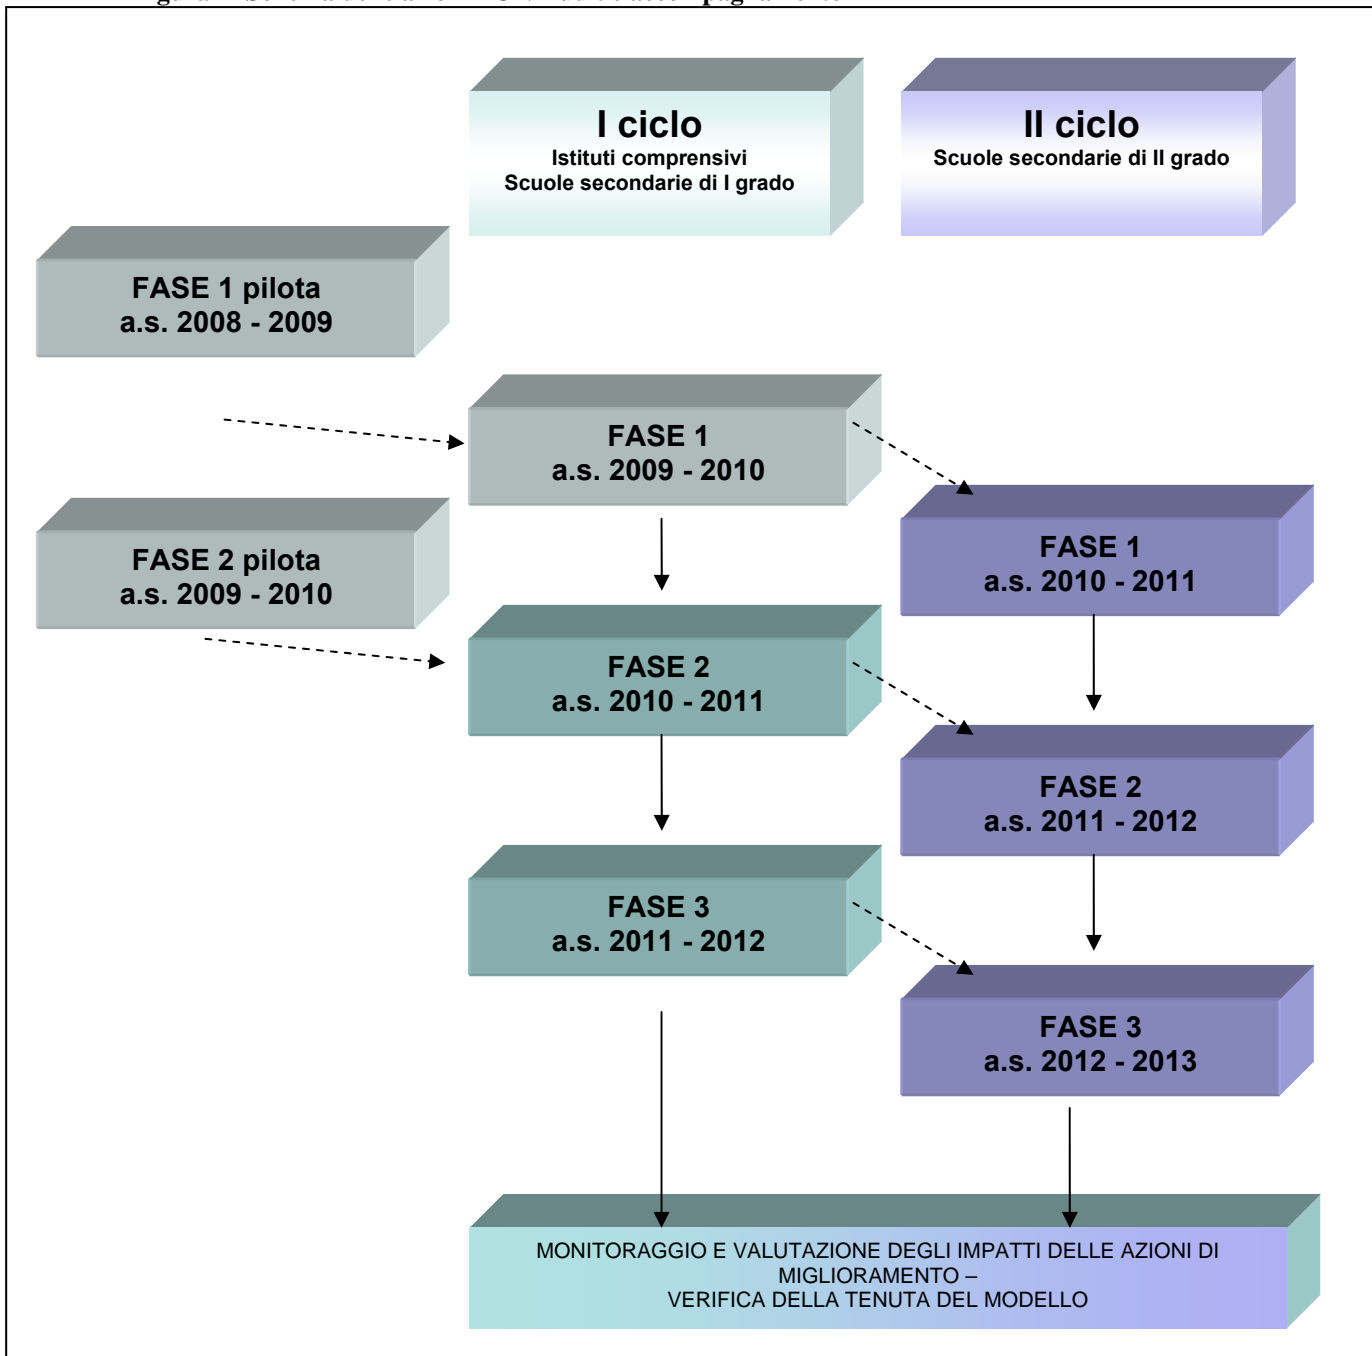 I ciclo
Istituti comprensivi
Scuole secondarie di I grado
II ciclo
Scuole secondarie di II grado
FASE 1 pilota
a.s. 2008 - 2009
FASE 1
a.s. 2009 - 2010
FASE 2 pilota
a.s. 2009 - 2010
FASE 1
a.s. 2010 - 2011
FASE 2
a.s. 2010 - 2011
FASE 2
a.s. 2011 - 2012
FASE 3
a.s. 2011 - 2012
FASE 3
a.s. 2012 - 2013
MONITORAGGIO E VALUTAZIONE DEGLI IMPATTI DELLE AZIONI DI
MIGLIORAMENTO –
VERIFICA DELLA TENUTA DEL MODELLO